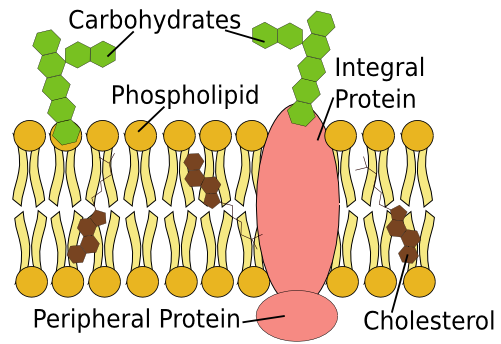 Carbohydrates
Integral
Protein
Phospholipid
Peripheral Protein
Cholesterol